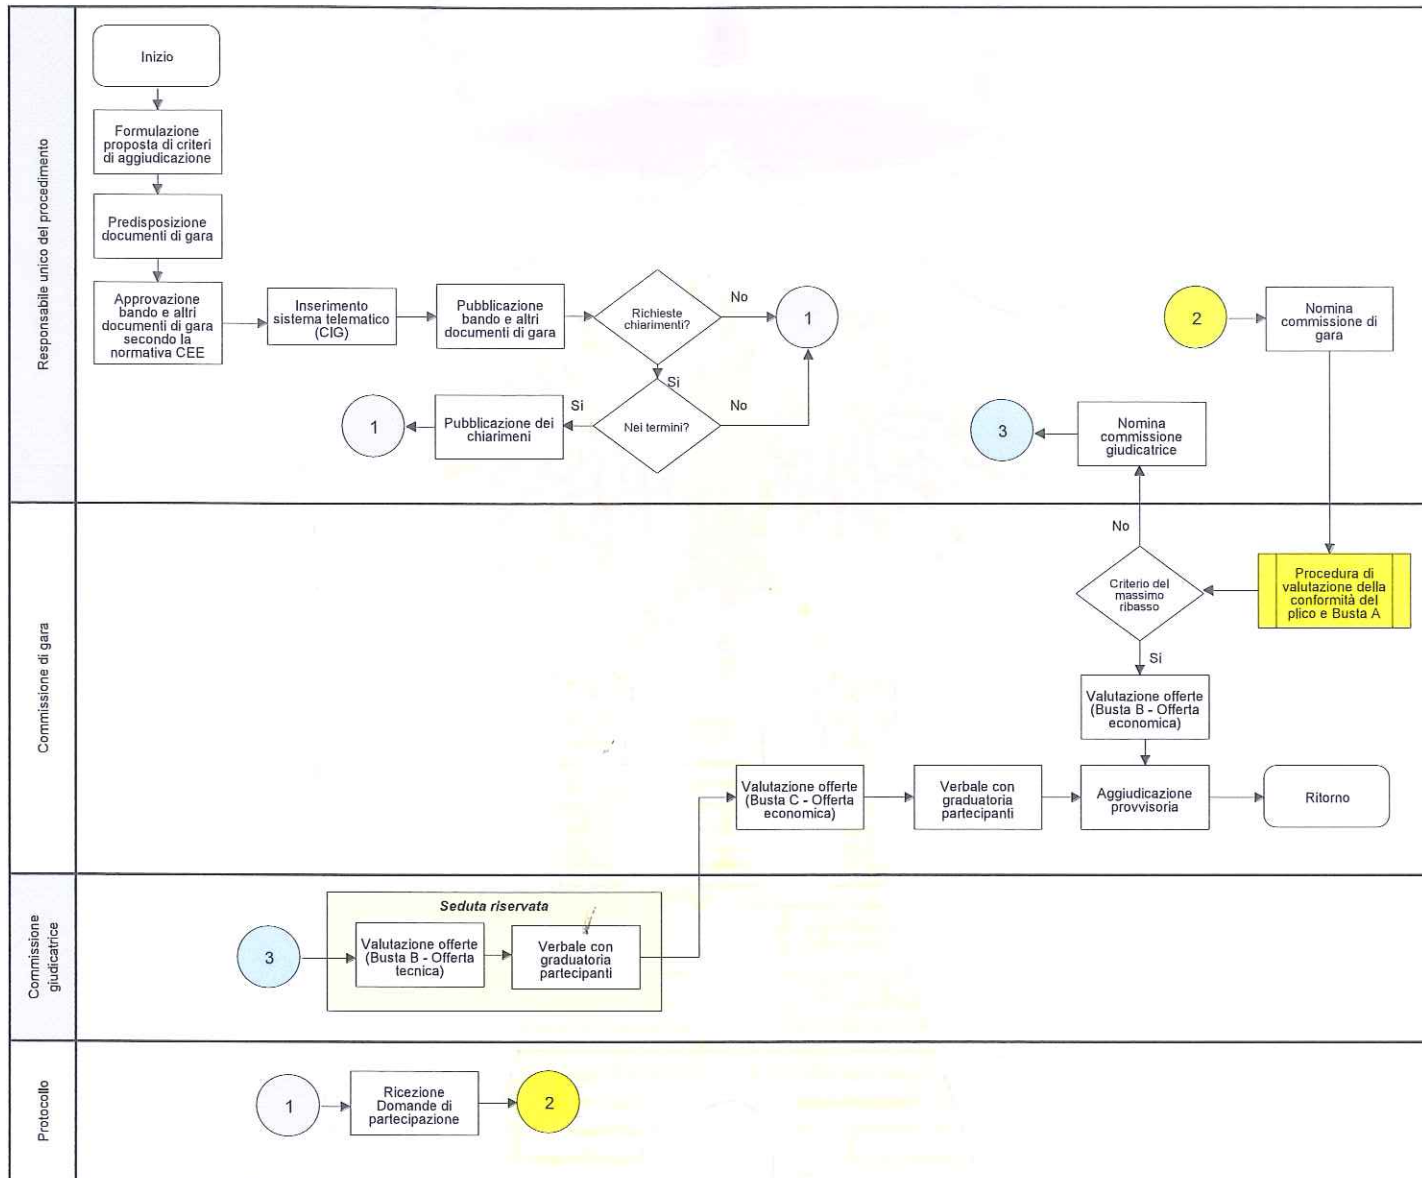 Responsabile unico del procedimento
Inizio
Formulazione
proposta di criteri
di aggiudicazione
Predisposizione
documenti di gara
Approvazione
bando e altri
documenti di gara
secondo la
normativa CEE
Inserimento
sistema telematico
(CIG)
Pubblicazione
bando e altri
documenti di gara
Richieste
chiarimenti?
No
1
Si
Nei termini?
No
Si
Pubblicazione dei
chiarimeni
1
2
Nomina
commissione di
gara
Nomina
commissione
giudicatrice
3
Commissione di gara
No
Criterio del
massimo
ribasso
Procedura di
valutazione della
conformità del
plico e Busta A
Si
Valutazione offerte
(Busta B - Offerta
economica)
Valutazione offerte
(Busta C - Offerta
economica)
Verbale con
graduatoria
partecipanti
Aggiudicazione
provvisoria
Ritorno
Commissione
giudicatrice
Seduta riservata
3
Valutazione offerte
(Busta B - Offerta
tecnica)
Verbale con
graduatoria
partecipanti
Protocollo
1
Ricezione
Domande di
partecipazione
2